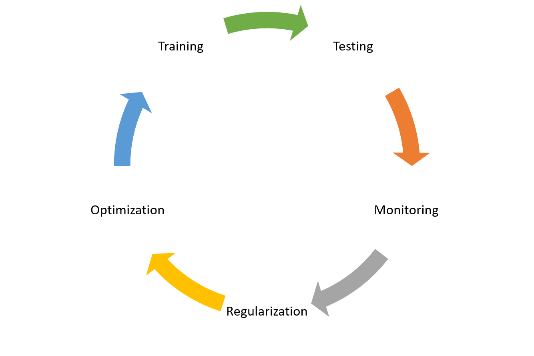 Training
Testing
Optimization
Monitoring
Regularization